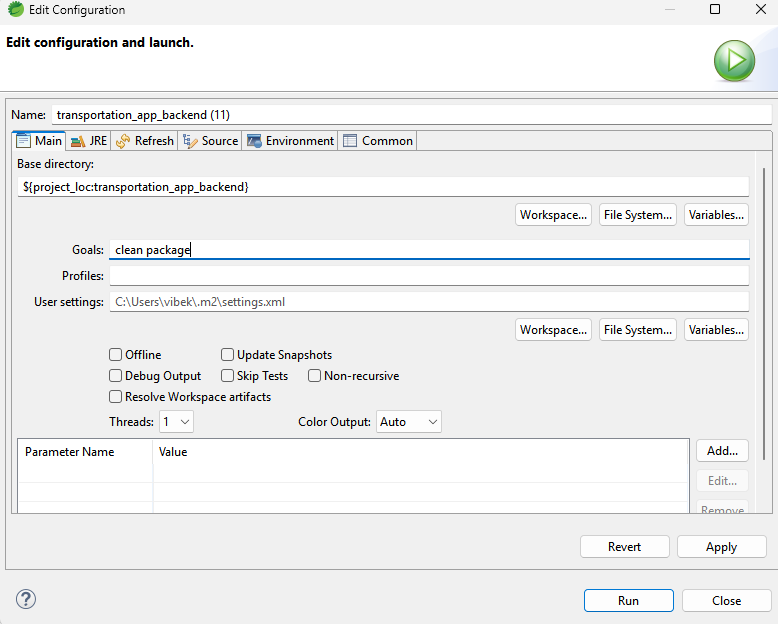 Edit Configuration
Edit configuration and launch.
Name: transportation_app_backend (11)
Main JRE Refresh Source Environment Common
Base directory:
${project_loc:transportation_app_backend}
Workspace... File System... Variables...
Goals: clean package
Profiles:
User settings: C:\Users\vibek\.m2\settings.xml
Workspace... File System... Variables...
Offline Update Snapshots
Debug Output Skip Tests Non-recursive
Resolve Workspace artifacts
Threads: 1 Color Output: Auto
Parameter Name Value Add...
Edit...
Remove
Revert Apply
? Run Close